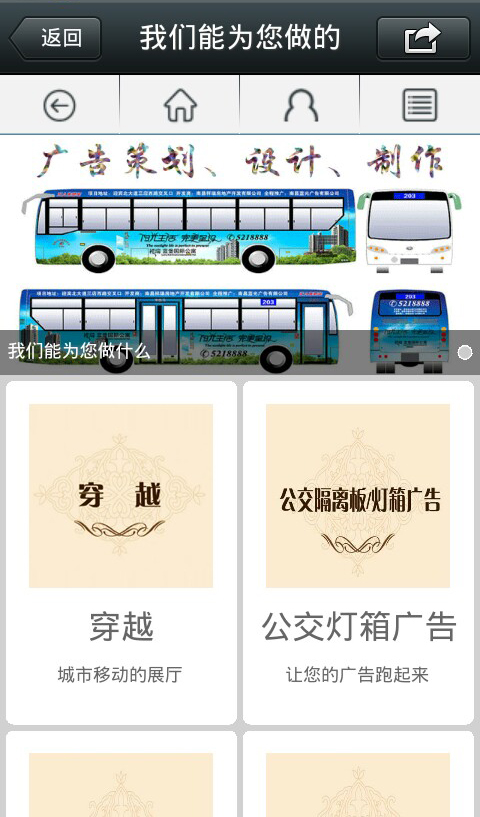 返回
我们能为您做的
广告策划、设计、制作
203
5218888
203
5218888
5218888
我们能为您做什么
穿 越
公交隔离板/灯箱广告
穿越
公交灯箱广告
城市移动的展厅
让您的广告跑起来